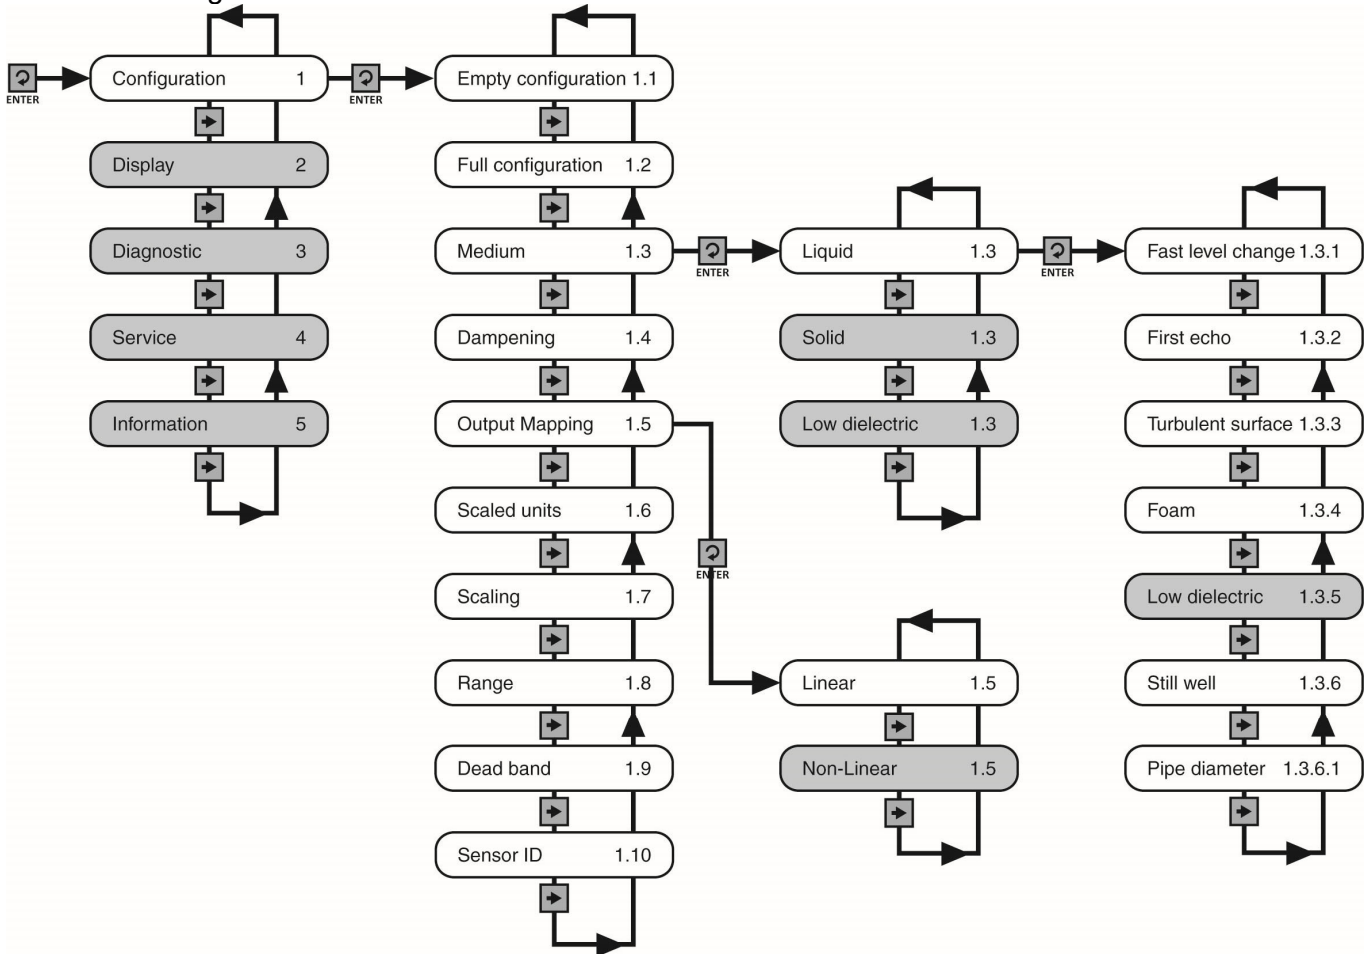 g
Configuration 1
ENTER
Display 2
Diagnostic 3
Service 4
Information 5
ENTER
Empty configuration 1.1
Full configuration 1.2
Medium 1.3
Dampening 1.4
Output Mapping 1.5
Scaled units 1.6
Scaling 1.7
Range 1.8
Dead band 1.9
Sensor ID 1.10
ENTER
Liquid 1.3
Solid 1.3
Low dielectric 1.3
ENTER
Linear 1.5
Non-Linear 1.5
ENTER
Fast level change 1.3.1
First echo 1.3.2
Turbulent surface 1.3.3
Foam 1.3.4
Low dielectric 1.3.5
Still well 1.3.6
Pipe diameter 1.3.6.1